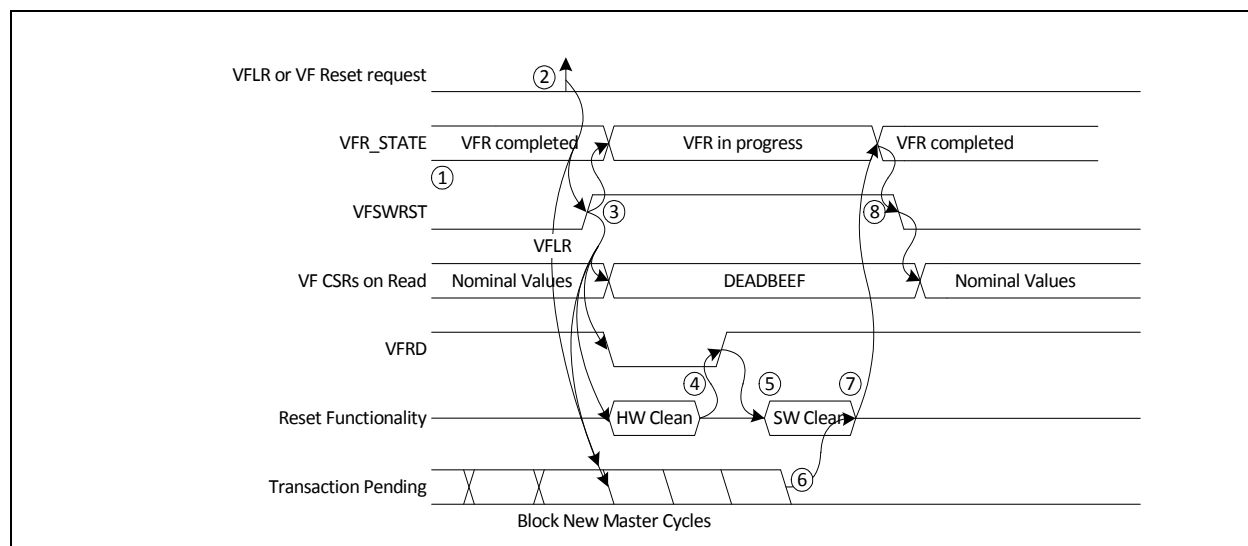 VFLR or VF Reset request
②
VFR_STATE
VFR completed
VFR in progress
VFR completed
①
VFSWRST
③
⑧
VFLR
VF CSRs on Read
Nominal Values
DEADBEEF
Nominal Values
VFRD
④
⑤
⑦
Reset Functionality
HW Clean
SW Clean
⑥
Transaction Pending
Block New Master Cycles